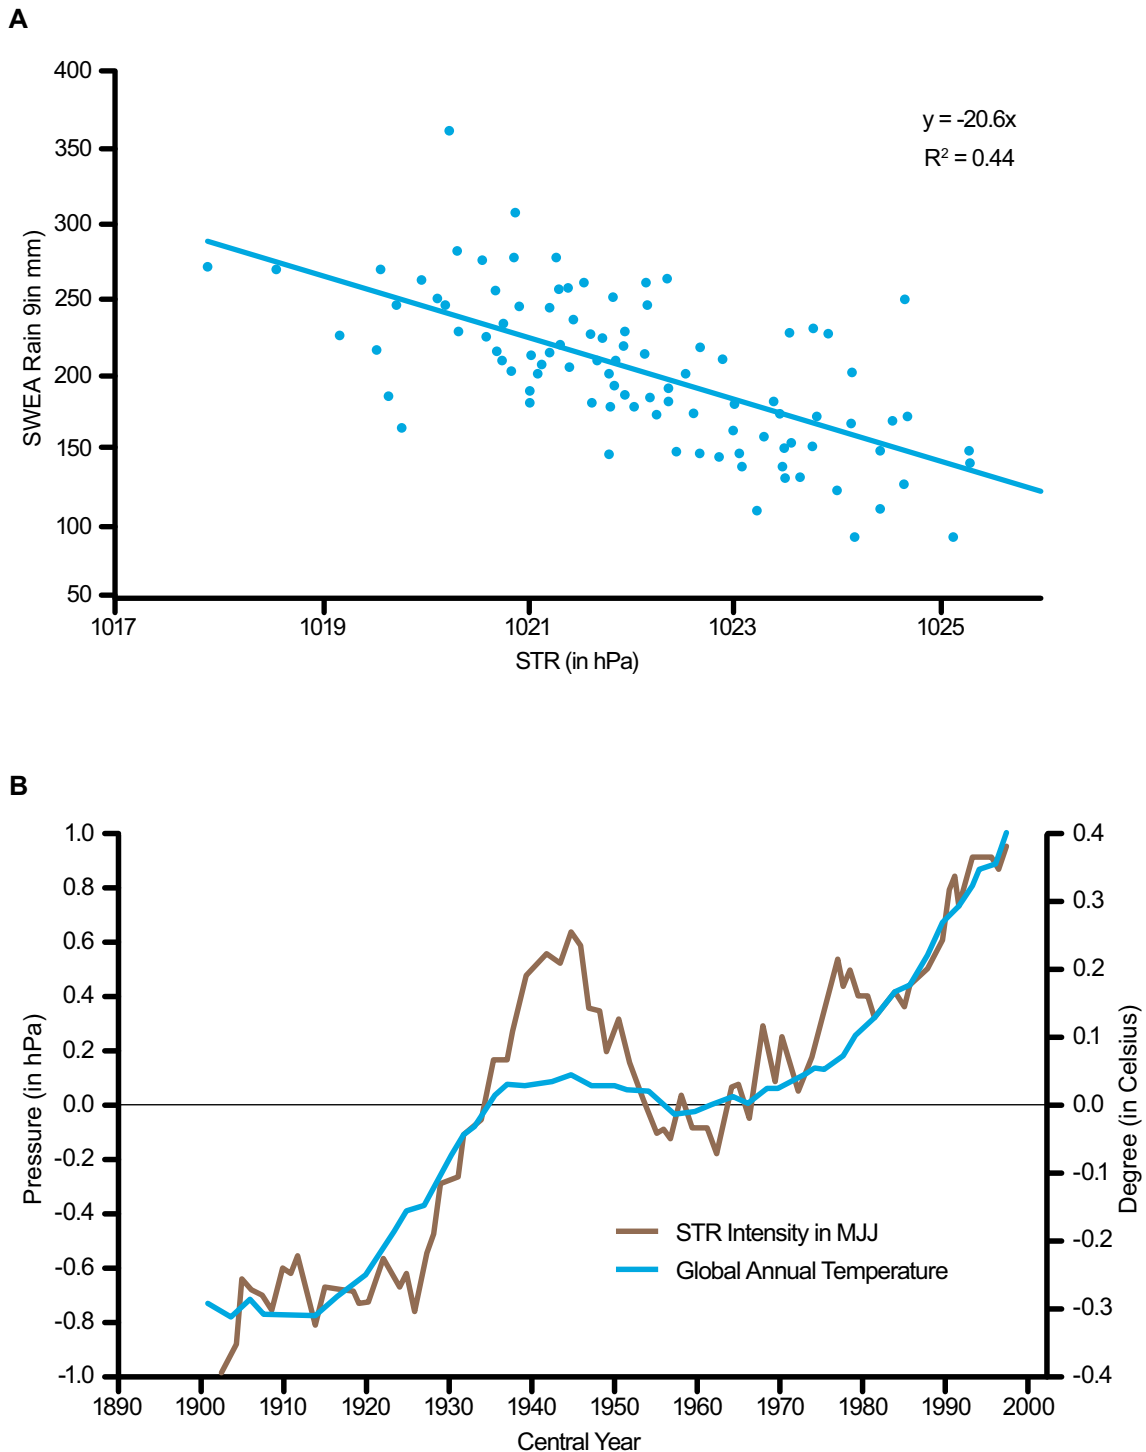 A
400
350
300
250
200
150
100
50
SWEA Rain 9in mm)
y = -20.6x
R² = 0.44
1017 1019 1021 1023 1025
STR (in hPa)
B
1.0
0.8
0.6
0.4
0.2
0.0
-0.2
-0.4
-0.6
-0.8
-1.0
Pressure (in hPa)
0.4
0.3
0.2
0.1
0.0
-0.1
-0.2
-0.3
-0.4
Degree (in Celsius)
STR Intensity in MJJ
Global Annual Temperature
1890 1900 1910 1920 1930 1940 1950 1960 1970 1980 1990 2000
Central Year